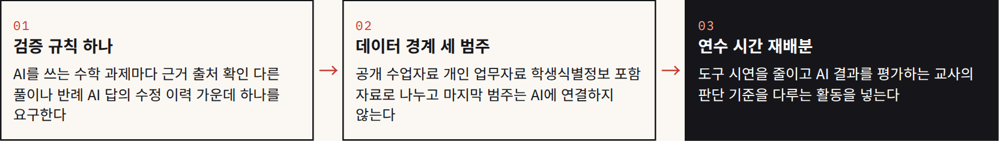 01
검증 규칙 하나
AI를 쓰는 수학 과제마다 근거 출처 확인 다른
풀이나 반례 AI 답의 수정 이력 가운데 하나를
요구한다
→
02
데이터 경계 세 범주
공개 수업자료 개인 업무자료 학생식별정보 포함
자료로 나누고 마지막 범주는 AI에 연결하지
않는다
→
03
연수 시간 재배분
도구 시연을 줄이고 AI 결과를 평가하는 교사의
판단 기준을 다루는 활동을 넣는다